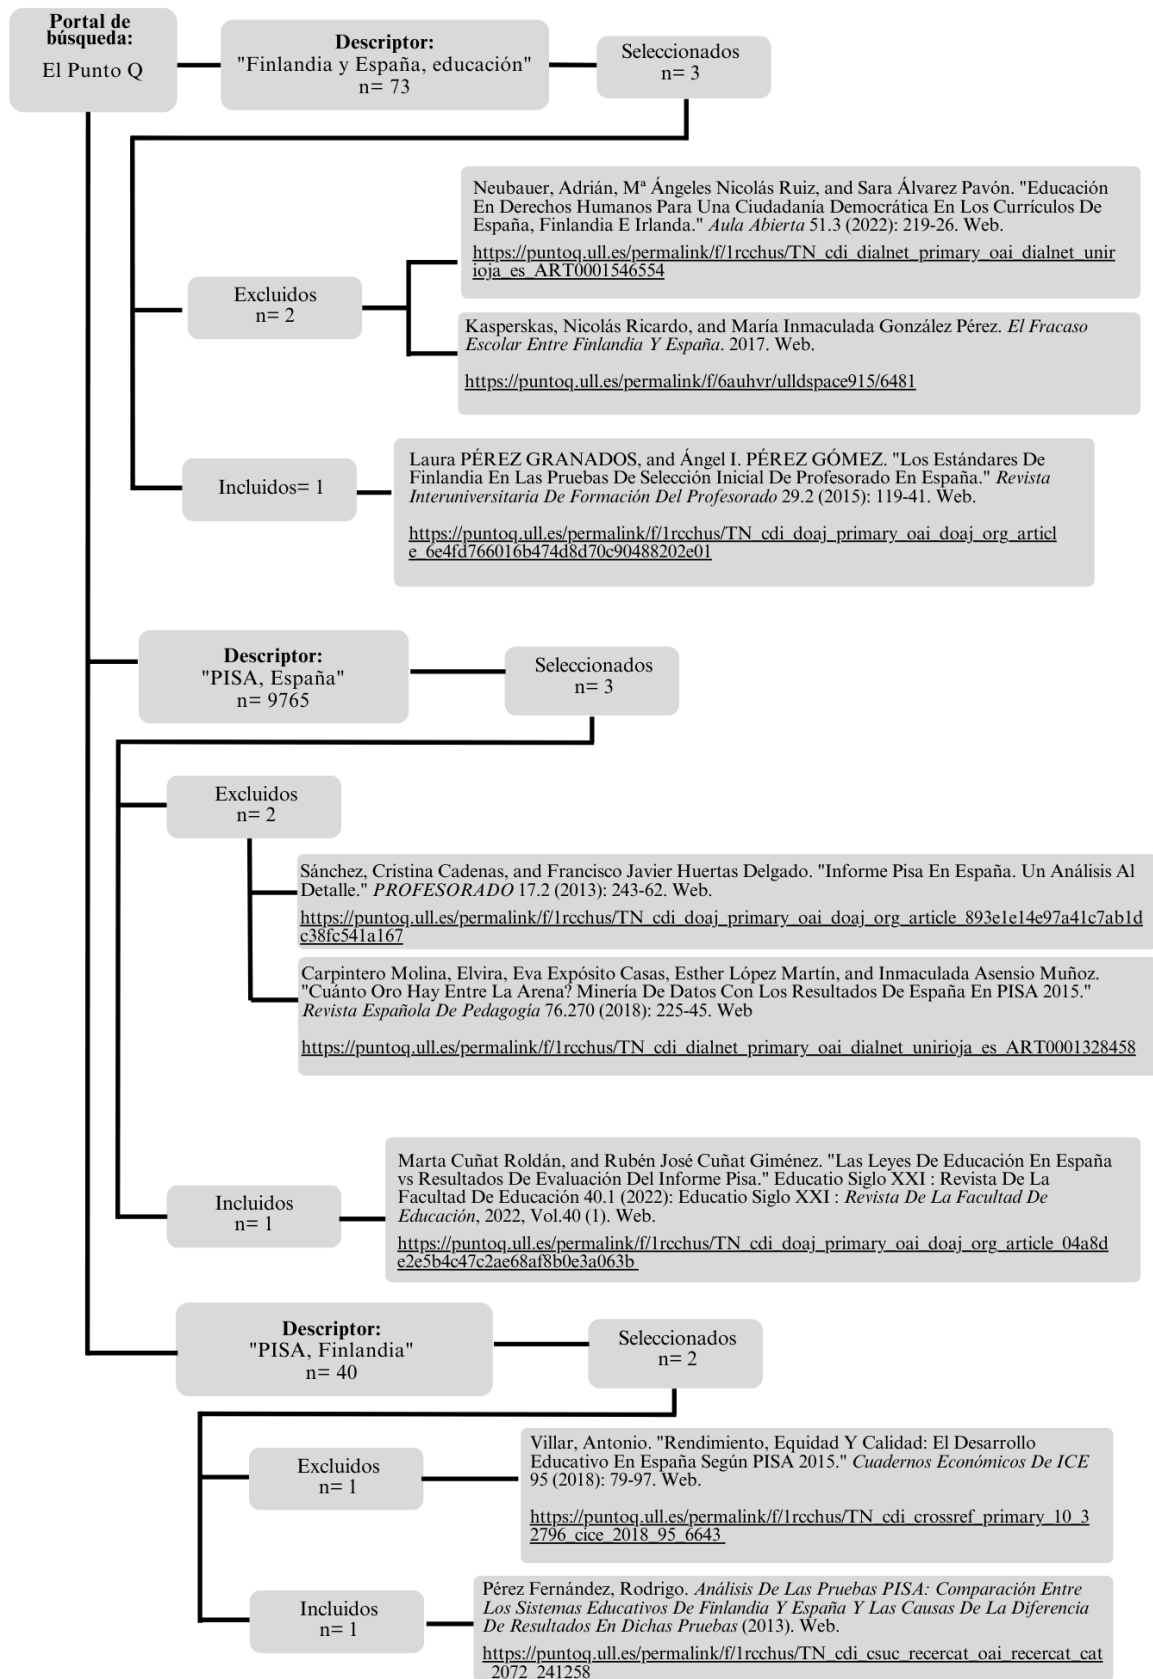 Portal de
búsqueda:
El Punto Q
Descriptor:
"Finlandia y España, educación"
n= 73
Seleccionados
n= 3
Excluidos
n= 2
Neubauer, Adrián, Mª Ángeles Nicolás Ruiz, and Sara Álvarez Pavón. "Educación
En Derechos Humanos Para Una Ciudadanía Democrática En Los Currículos De
España, Finlandia E Irlanda." Aula Abierta 51.3 (2022): 219-26. Web.
https://puntoq.ull.es/permalink/f/1rcchus/TN_cdi_dialnet_primary_oai_dialnet_unir
ioja_es_ART0001546554
Kasperskas, Nicolás Ricardo, and María Inmaculada González Pérez. El Fracaso
Escolar Entre Finlandia Y España. 2017. Web.
https://puntoq.ull.es/permalink/f/6auhvr/ulldspace915/6481
Incluidos= 1
Laura PÉREZ GRANADOS, and Ángel I. PÉREZ GÓMEZ. "Los Estándares De
Finlandia En Las Pruebas De Selección Inicial De Profesorado En España." Revista
Interuniversitaria De Formación Del Profesorado 29.2 (2015): 119-41. Web.
https://puntoq.ull.es/permalink/f/1rcchus/TN_cdi_doaj_primary_oai_doaj_org_articl
e_6e4fd766016b474d8d70c90488202e01
Descriptor:
"PISA, España"
n= 9765
Seleccionados
n= 3
Excluidos
n= 2
Sánchez, Cristina Cadenas, and Francisco Javier Huertas Delgado. "Informe Pisa En España. Un Análisis Al
Detalle." PROFESORADO 17.2 (2013): 243-62. Web.
https://puntoq.ull.es/permalink/f/1rcchus/TN_cdi_doaj_primary_oai_doaj_org_article_893e1e14e97a41c7ab1d
c38fc541a167
Carpintero Molina, Elvira, Eva Expósito Casas, Esther López Martín, and Inmaculada Asensio Muñoz.
"Cuánto Oro Hay Entre La Arena? Minería De Datos Con Los Resultados De España En PISA 2015."
Revista Española De Pedagogía 76.270 (2018): 225-45. Web
https://puntoq.ull.es/permalink/f/1rcchus/TN_cdi_dialnet_primary_oai_dialnet_unirioja_es_ART0001328458
Incluidos
n= 1
Marta Cuñat Roldán, and Rubén José Cuñat Giménez. "Las Leyes De Educación En España
vs Resultados De Evaluación Del Informe Pisa." Educatio Siglo XXI : Revista De La
Facultad De Educación 40.1 (2022): Educatio Siglo XXI : Revista De La Facultad De
Educación, 2022, Vol.40 (1). Web.
https://puntoq.ull.es/permalink/f/1rcchus/TN_cdi_doaj_primary_oai_doaj_org_article_04a8d
e2e5b4c47c2ae68af8b0e3a063b
Descriptor:
"PISA, Finlandia"
n= 40
Seleccionados
n= 2
Excluidos
n= 1
Villar, Antonio. "Rendimiento, Equidad Y Calidad: El Desarrollo
Educativo En España Según PISA 2015." Cuadernos Económicos De ICE
95 (2018): 79-97. Web.
https://puntoq.ull.es/permalink/f/1rcchus/TN_cdi_crossref_primary_10_3
2796_cice_2018_95_6643
Incluidos
n= 1
Pérez Fernández, Rodrigo. Análisis De Las Pruebas PISA: Comparación Entre
Los Sistemas Educativos De Finlandia Y España Y Las Causas De La Diferencia
De Resultados En Dichas Pruebas (2013). Web.
https://puntoq.ull.es/permalink/f/1rcchus/TN_cdi_csuc_recercat_oai_recercat_cat
_2072_241258